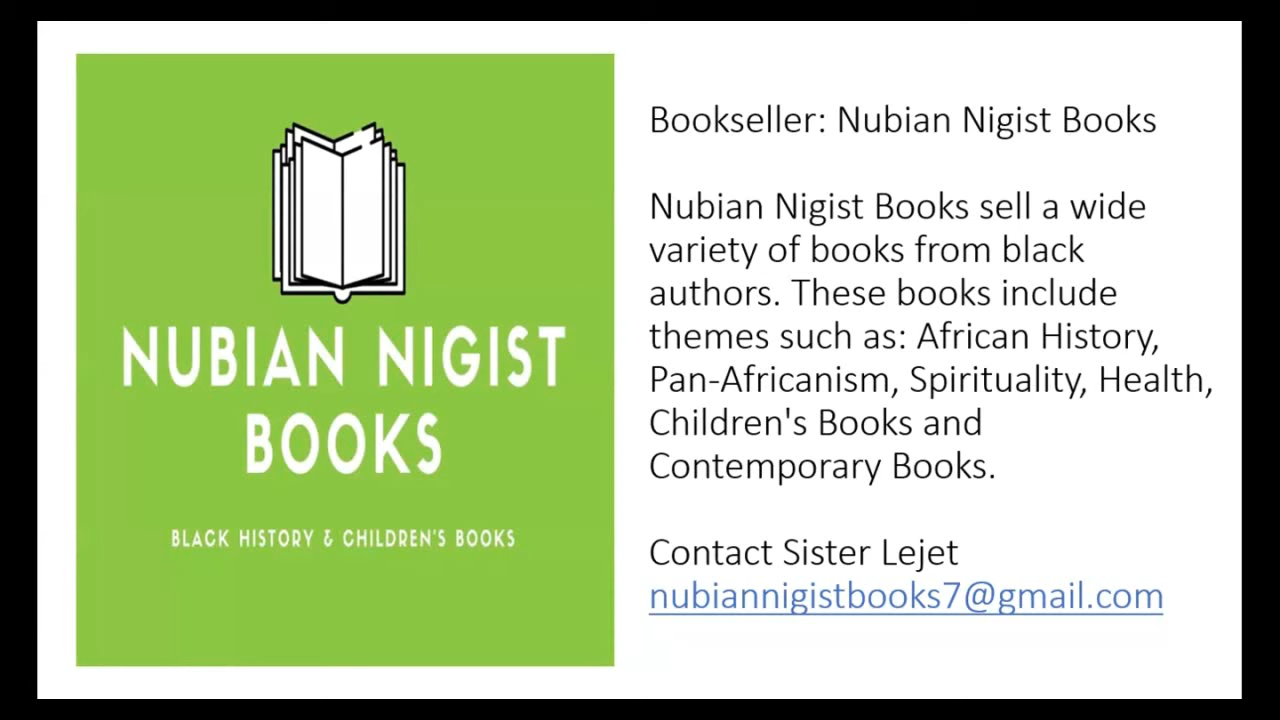 NUBIAN NIGIST
BOOKS
BLACK HISTORY & CHILDREN'S BOOKS
Bookseller: Nubian Nigist Books
Nubian Nigist Books sell a wide
variety of books from black
authors. These books include
themes such as: African History,
Pan-Africanism, Spirituality, Health,
Children's Books and
Contemporary Books.
Contact Sister Lejet
nubiannigistbooks7@gmail.com